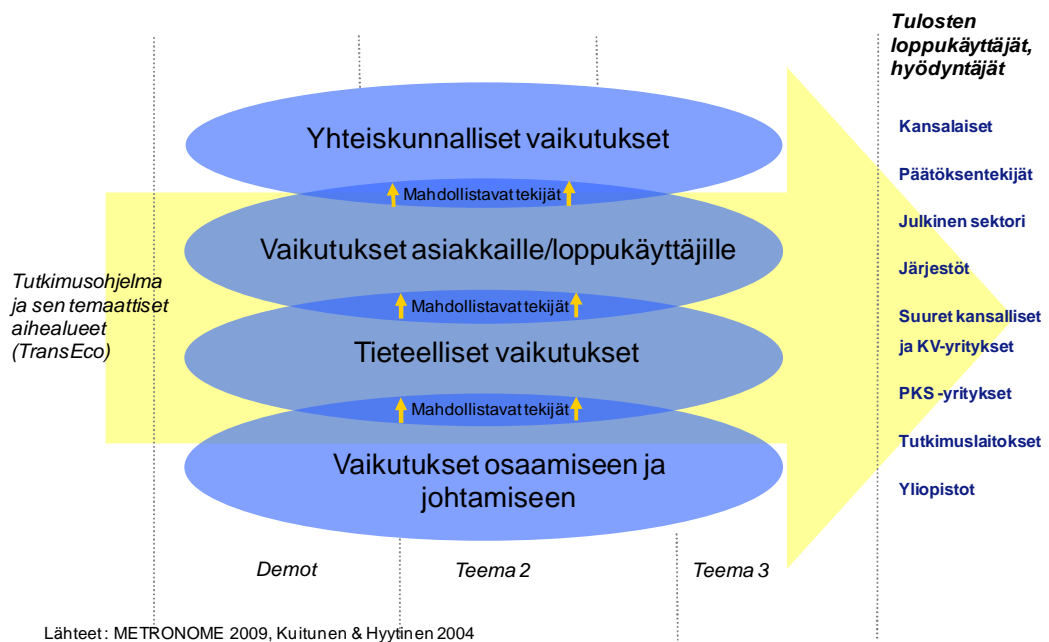 Tulosten
loppukäyttäjät,
hyödyntäjät
Yhteiskunnalliset vaikutukset
Mahdollistavat tekijät
Vaikutukset asiakkaille/loppukäyttäjille
Mahdollistavat tekijät
Tieteelliset vaikutukset
Mahdollistavat tekijät
Vaikutukset osaamiseen ja
johtamiseen
Tutkimusohjelma
ja sen temaattiset
aihealueet
(TransEco)
Kansalaiset
Päätöksentekijät
Julkinen sektori
Järjestöt
Suuret kansalliset
ja KV-yritykset
PKS -yritykset
Tutkimuslaitokset
Yliopistot
Demot
Teema 2
Teema 3
Lähteet: METRONOME 2009, Kuitunen & Hyytinen 2004